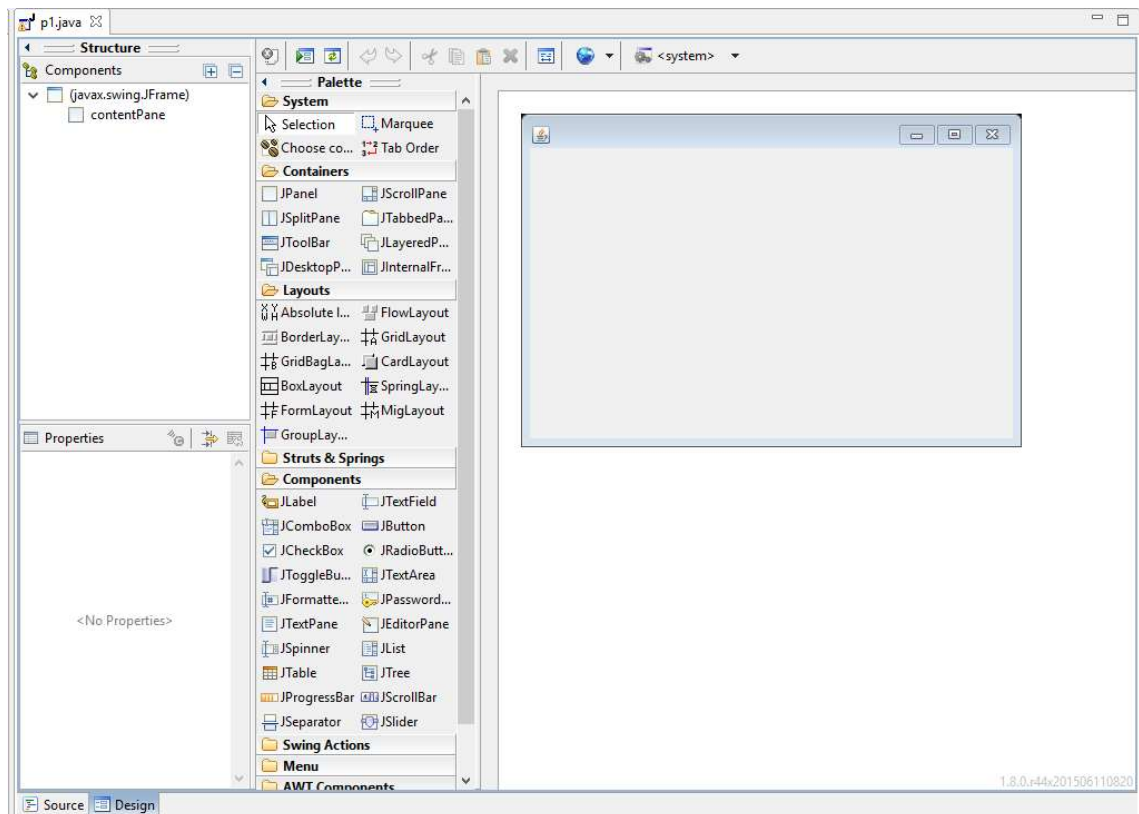 p1.java
Structure
Components
(javax.swing.JFrame)
contentPane
Properties
<No Properties>
<system>
Palette
System
Selection Marquee
Choose co... Tab Order
Containers
JPanel JScrollPane
JSplitPane JTabbedPa...
JToolBar JLayeredP...
JDesktopP... JInternalFr...
Layouts
Absolute l... FlowLayout
BorderLay... GridLayout
GridBagLa... CardLayout
BoxLayout SpringLay...
FormLayout MigLayout
GroupLay...
Struts & Springs
Components
JLabel JTextField
JComboBox JButton
JCheckBox JRadioButt...
JToggleBu... JTextArea
JFormatte... JPassword...
JTextPane JEditorPane
JSpinner JList
JTable JTree
JProgressBar JScrollBar
JSeparator JSlider
Swing Actions
Menu
AWT Components
1.8.0.r44x201506110820
Source Design